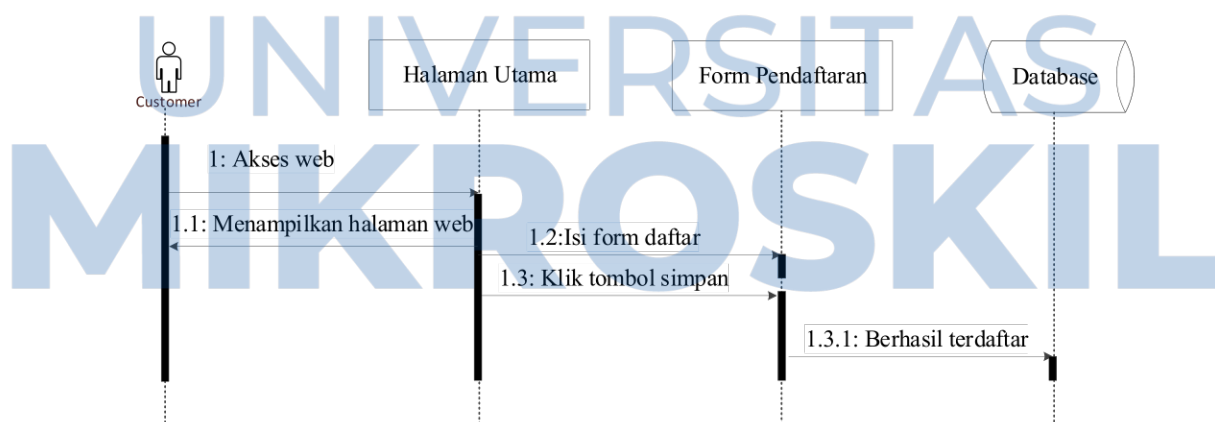 UNIVERSITAS
MIKROSKIL
Customer
Halaman Utama
Form Pendaftaran
Database
1: Akses web
1.1: Menampilkan halaman web
1.2:Isi form daftar
1.3: Klik tombol simpan
1.3.1: Berhasil terdaftar